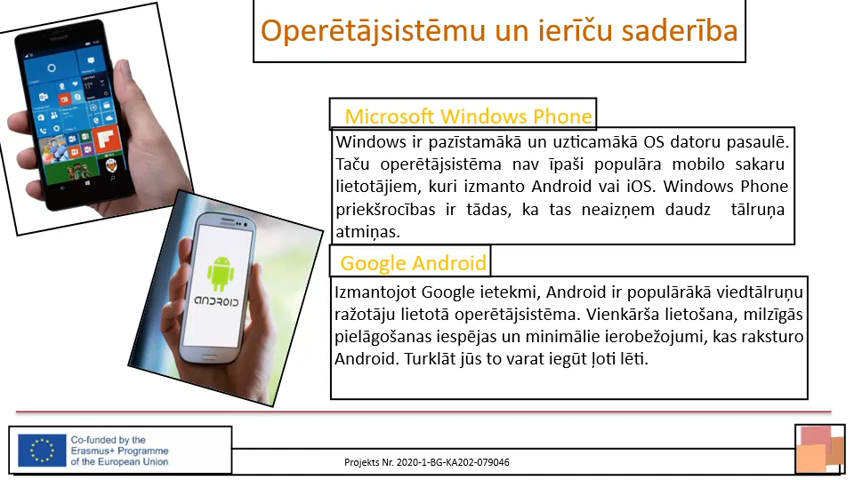 Operētājsistēmu un ierīču saderība
Microsoft Windows Phone
Windows ir pazīstamākā un uzticamākā OS datoru pasaulē.
Taču operētājsistēma nav īpaši populāra mobilo sakaru
lietotājiem, kuri izmanto Android vai iOS. Windows Phone
priekšrocības ir tādas, ka tas neaizņem daudz tālruņa
atmiņas.
Google Android
Izmantojot Google ietekmi, Android ir populārākā viedtālruņu
ražotāju lietotā operētājsistēma. Vienkārša lietošana, milzīgās
pielāgošanas iespējas un minimālie ierobežojumi, kas raksturo
Android. Turklāt jūs to varat iegūt ļoti lēti.
ANDROID
Co-funded by the
Erasmus+ Programme
of the European Union
Projekts Nr. 2020-1-BG-KA202-079046